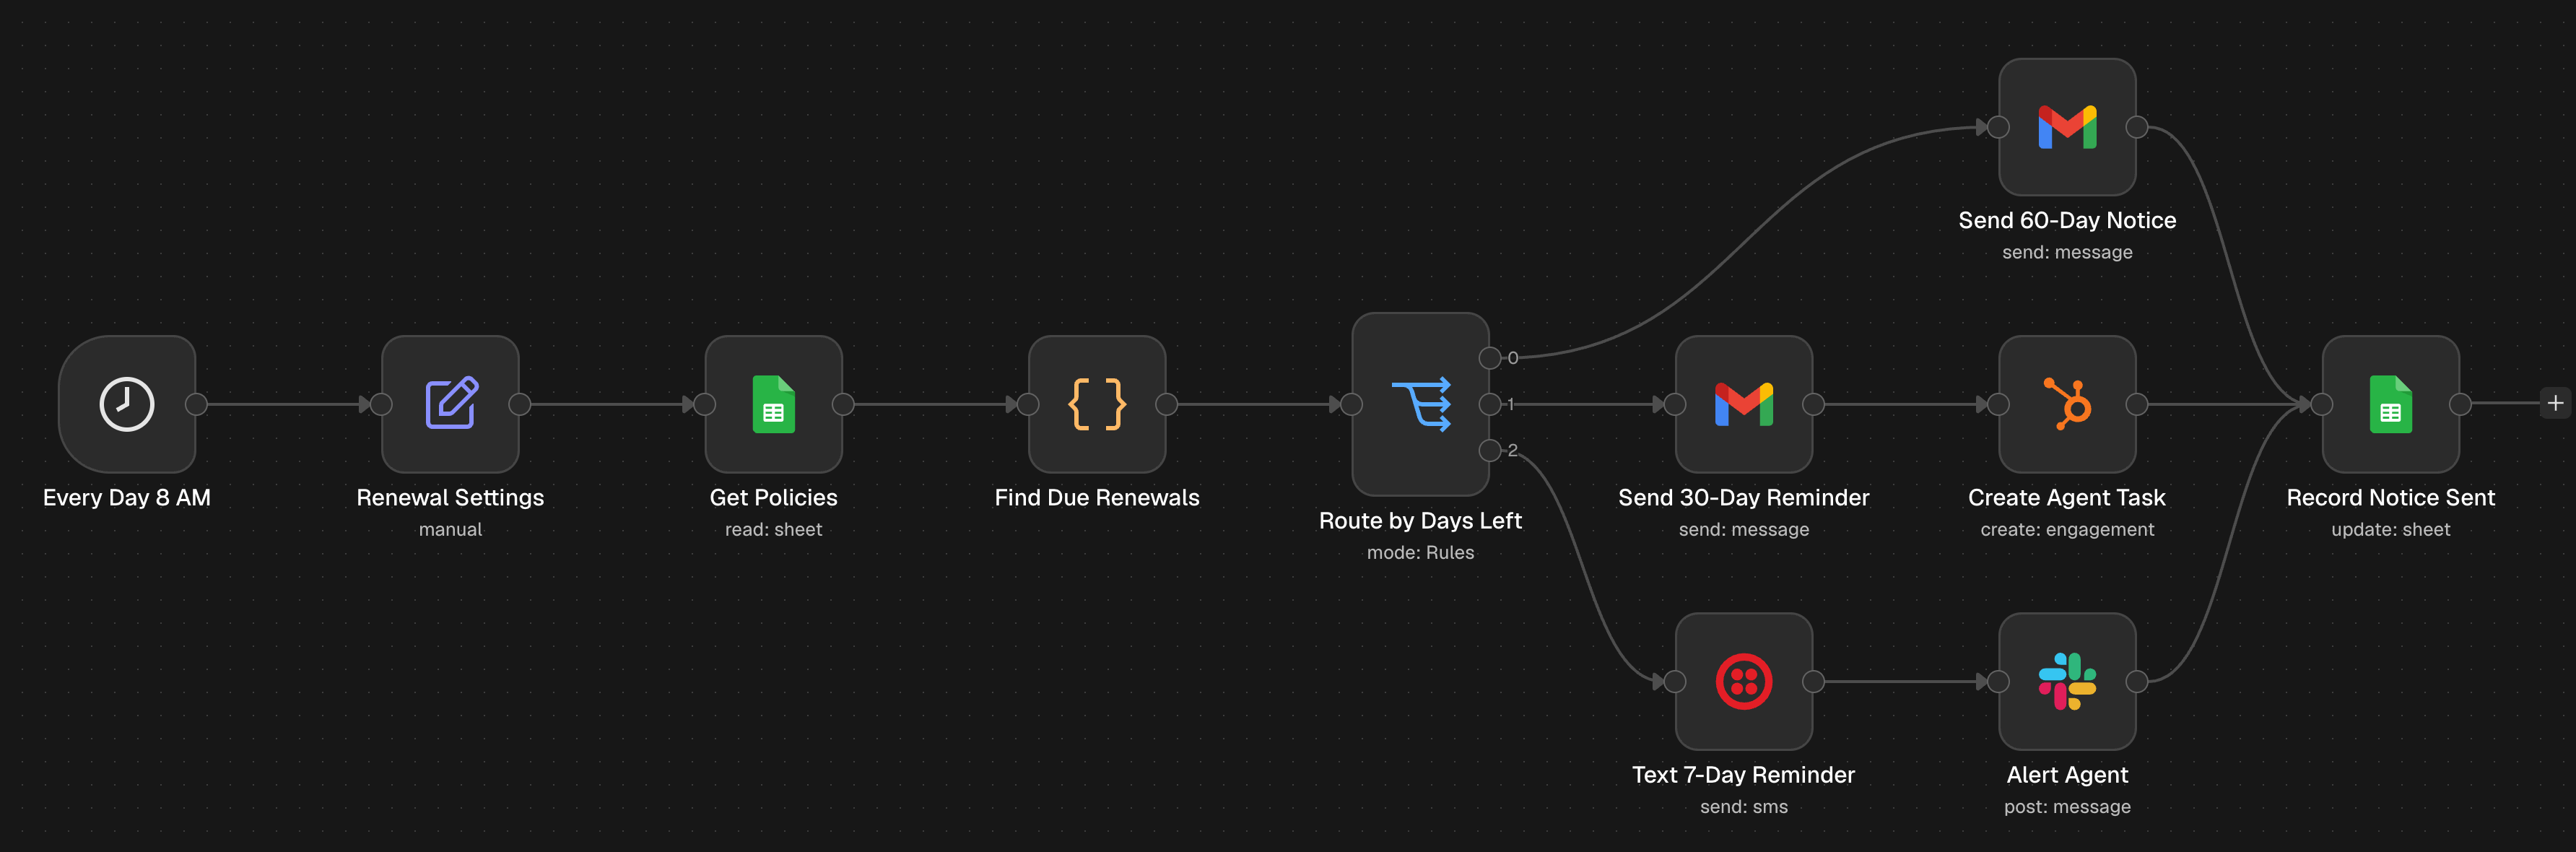 Send 60-Day Notice
send: message
0
1
2
Every Day 8 AM
Renewal Settings
manual
Get Policies
read: sheet
Find Due Renewals
Route by Days Left
mode: Rules
Send 30-Day Reminder
send: message
Create Agent Task
create: engagement
Record Notice Sent
update: sheet
Text 7-Day Reminder
send: sms
Alert Agent
post: message